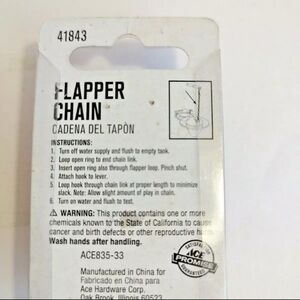 41843
FLAPPER
CHAIN
CADENA DEL TAPÒN
INSTRUCTIONS:
1. Turn off water supply and flush to empty tank.
2. Loop open ring to end chain link.
3. Insert open ring also through flapper loop. Pinch shut.
4. Attach hook to lever.
5. Loop hook through chain link at proper length to minimize
slack. Note: Allow slight amount of play in chain.
6. Turn on water and flush to test.
WARNING: This product contains one or more
chemicals known to the State of California to cause
cancer and birth defects or other reproductive harm.
Wash hands after handling.
ACE835-33
Manufactured in China for
Fabricado en China para
Ace Hardware Corp.
Oak Brook, Illinois 60523
SATISFACTION
ACE
PROMISE
GUARANTEED